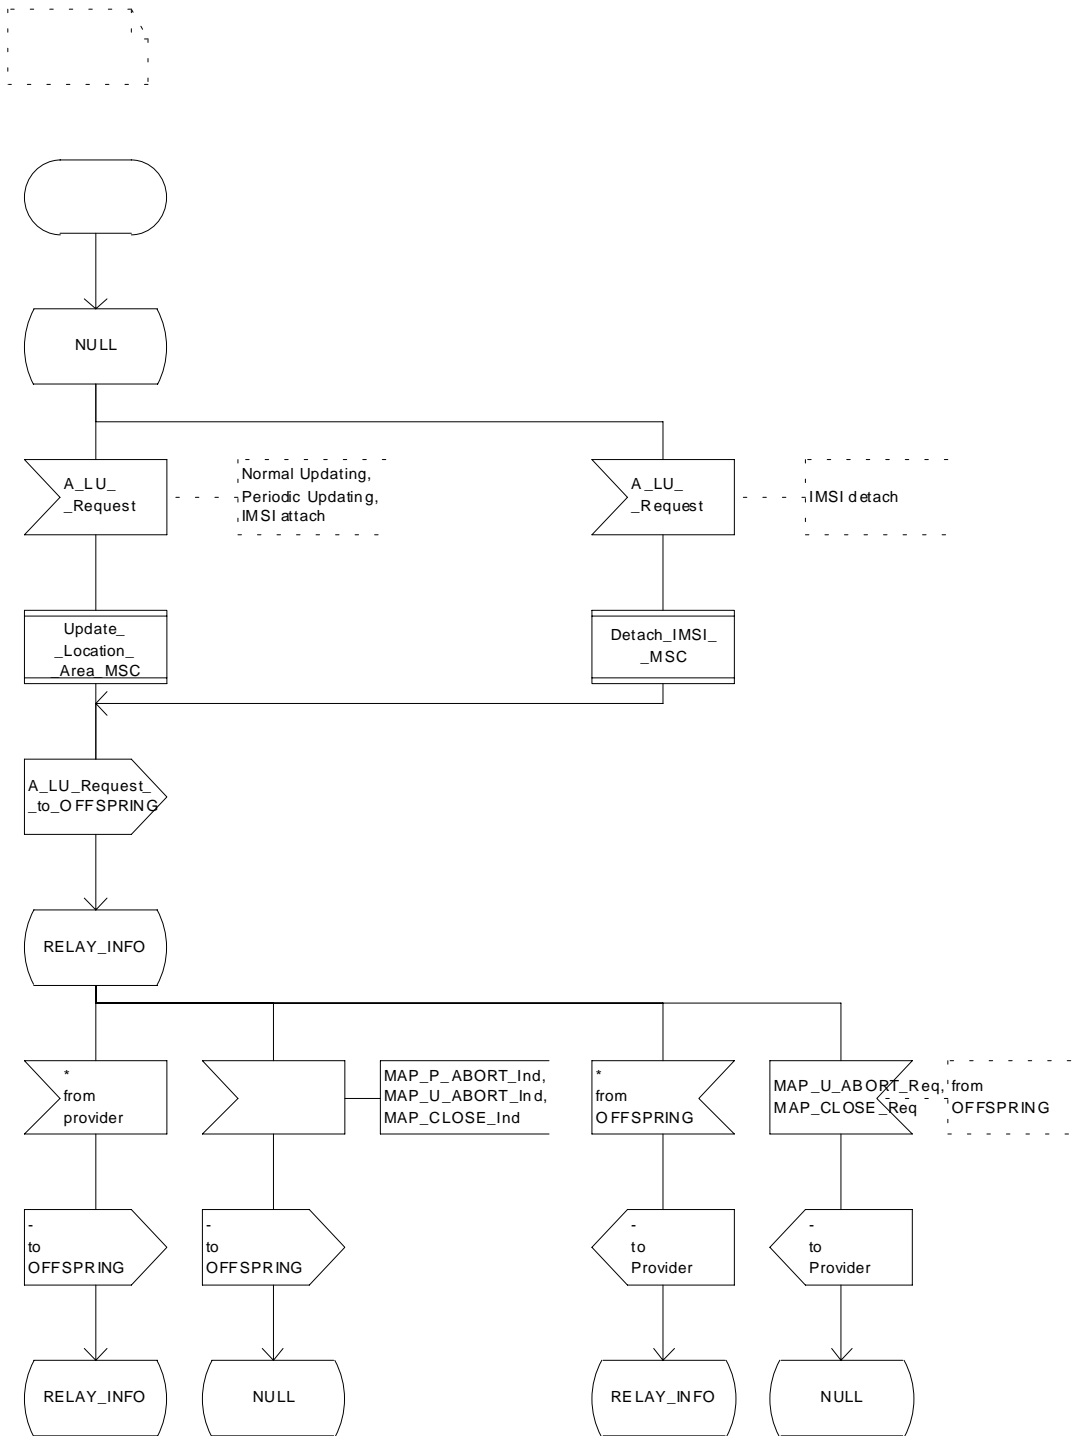 NULL
A_LU_
_Request
Normal Updating,
Periodic Updating,
IMSI attach
A_LU_
_Request
IMSI detach
Update_
_Location_
_Area_MSC
Detach_IMSI_
_MSC
A_LU_Request_
_to_OFFSPRING
RELAY_INFO
*
from
provider
MAP_P_ABORT_Ind,
MAP_U_ABORT_Ind,
MAP_CLOSE_Ind
*
from
OFFSPRING
MAP_U_ABORT_Req,
MAP_CLOSE_Req
from
OFFSPRING
-
to
OFFSPRING
-
to
OFFSPRING
-
to
Provider
-
to
Provider
RELAY_INFO
NULL
RELAY_INFO
NULL